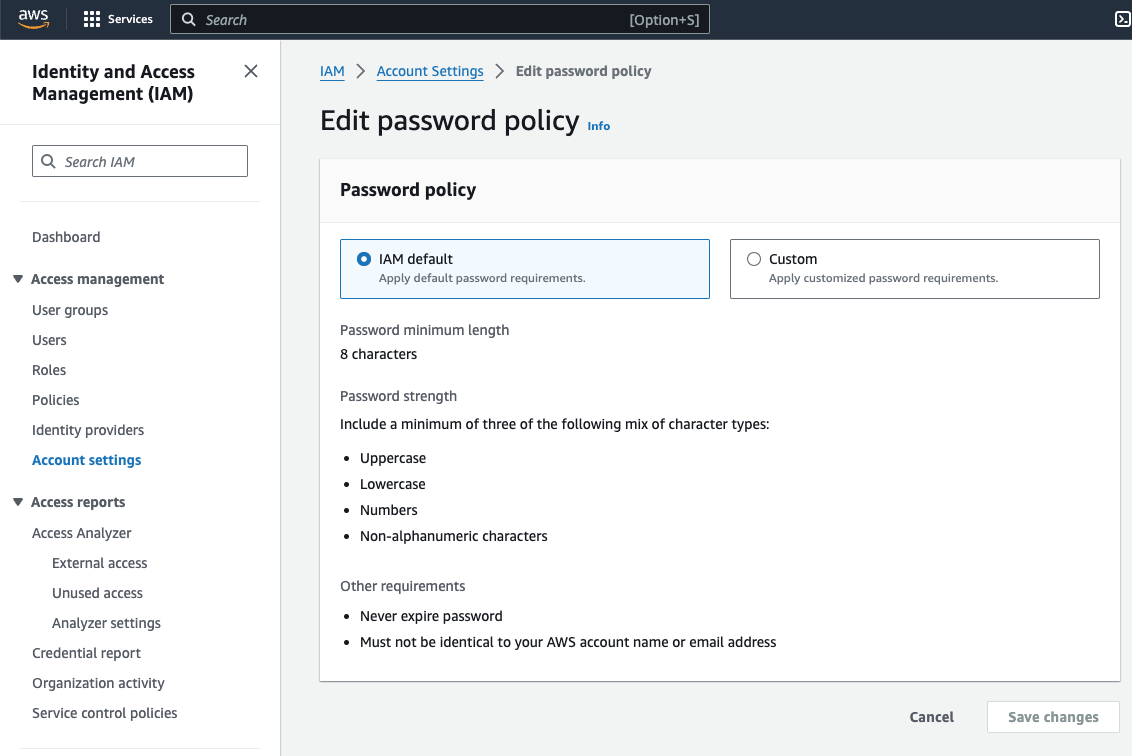 aws
Services
Search
[Option+S]
Identity and Access
Management (IAM)
Search IAM
Dashboard
Access management
User groups
Users
Roles
Policies
Identity providers
Account settings
Access reports
Access Analyzer
External access
Unused access
Analyzer settings
Credential report
Organization activity
Service control policies
IAM > Account Settings > Edit password policy
Edit password policy Info
Password policy
IAM default
Apply default password requirements.
Custom
Apply customized password requirements.
Password minimum length
8 characters
Password strength
Include a minimum of three of the following mix of character types:
• Uppercase
• Lowercase
• Numbers
• Non-alphanumeric characters
Other requirements
• Never expire password
• Must not be identical to your AWS account name or email address
Cancel
Save changes